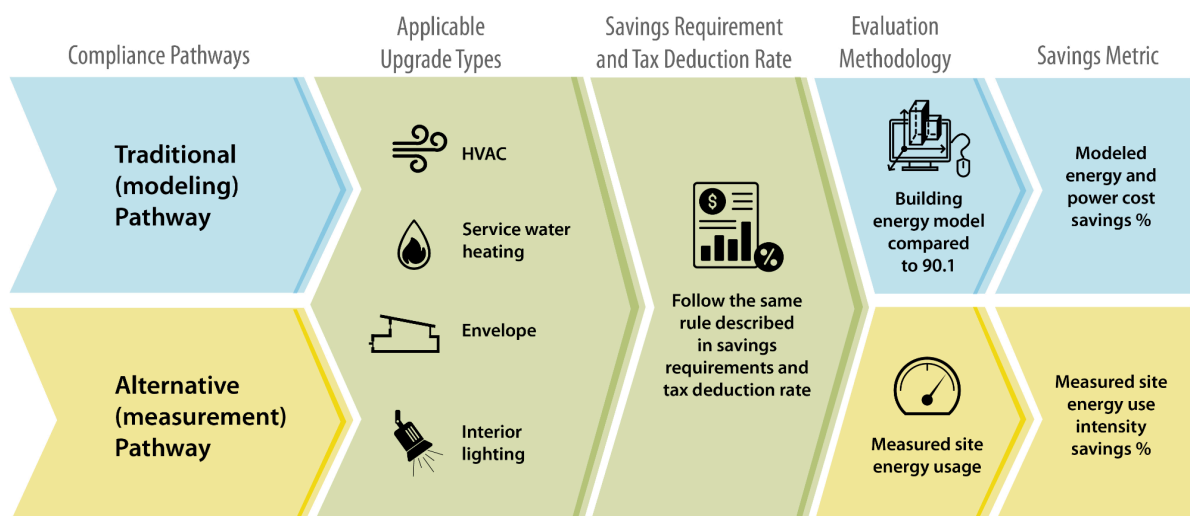 Compliance Pathways
Applicable
Upgrade Types
Savings Requirement
and Tax Deduction Rate
Evaluation
Methodology
Savings Metric
Traditional
(modeling)
Pathway
HVAC
Service water
heating
Envelope
Interior
lighting
$
%
Follow the same
rule described
in savings
requirements and
tax deduction rate
Building
energy model
compared
to 90.1
Modeled
energy and
power cost
savings %
Alternative
(measurement)
Pathway
Measured site
energy usage
Measured site
energy use
intensity
savings %